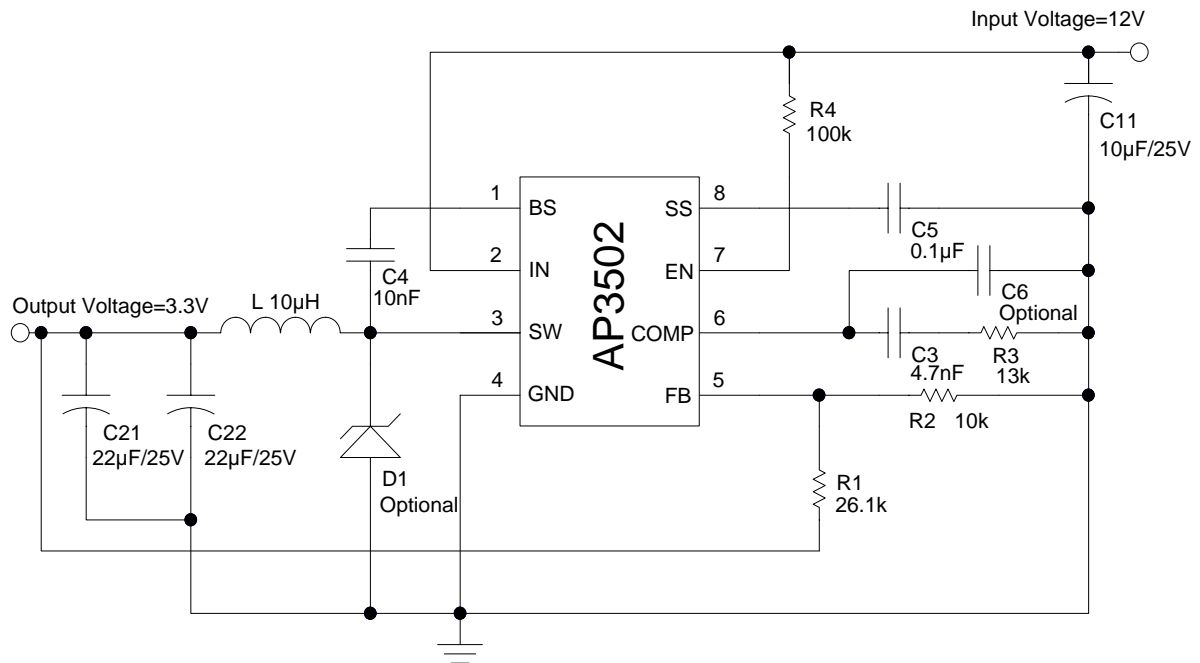 Input Voltage=12V
R4
100k
C11
10µF/25V
1
BS
SS
8
C5
0.1µF
C4
10nF
2
IN
EN
7
C6
Optional
AP3502
Output Voltage=3.3V
L 10µH
3
SW
COMP
6
C3
4.7nF
R3
13k
4
GND
FB
5
R2 10k
C21
22µF/25V
C22
22µF/25V
D1
Optional
R1
26.1k